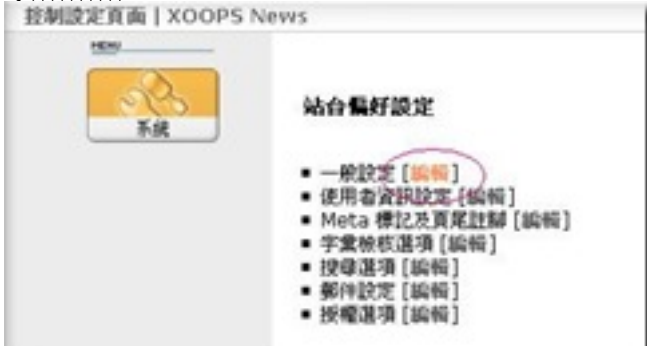 控制設定頁面 | XOOPS News
MENU
系統
站台偏好設定
一般設定 [編輯]
使用者資訊設定 [編輯]
Meta 標記及頁尾註腳 [編輯]
字彙檢核選項 [編輯]
搜尋選項 [編輯]
郵件設定 [編輯]
授權選項 [編輯]